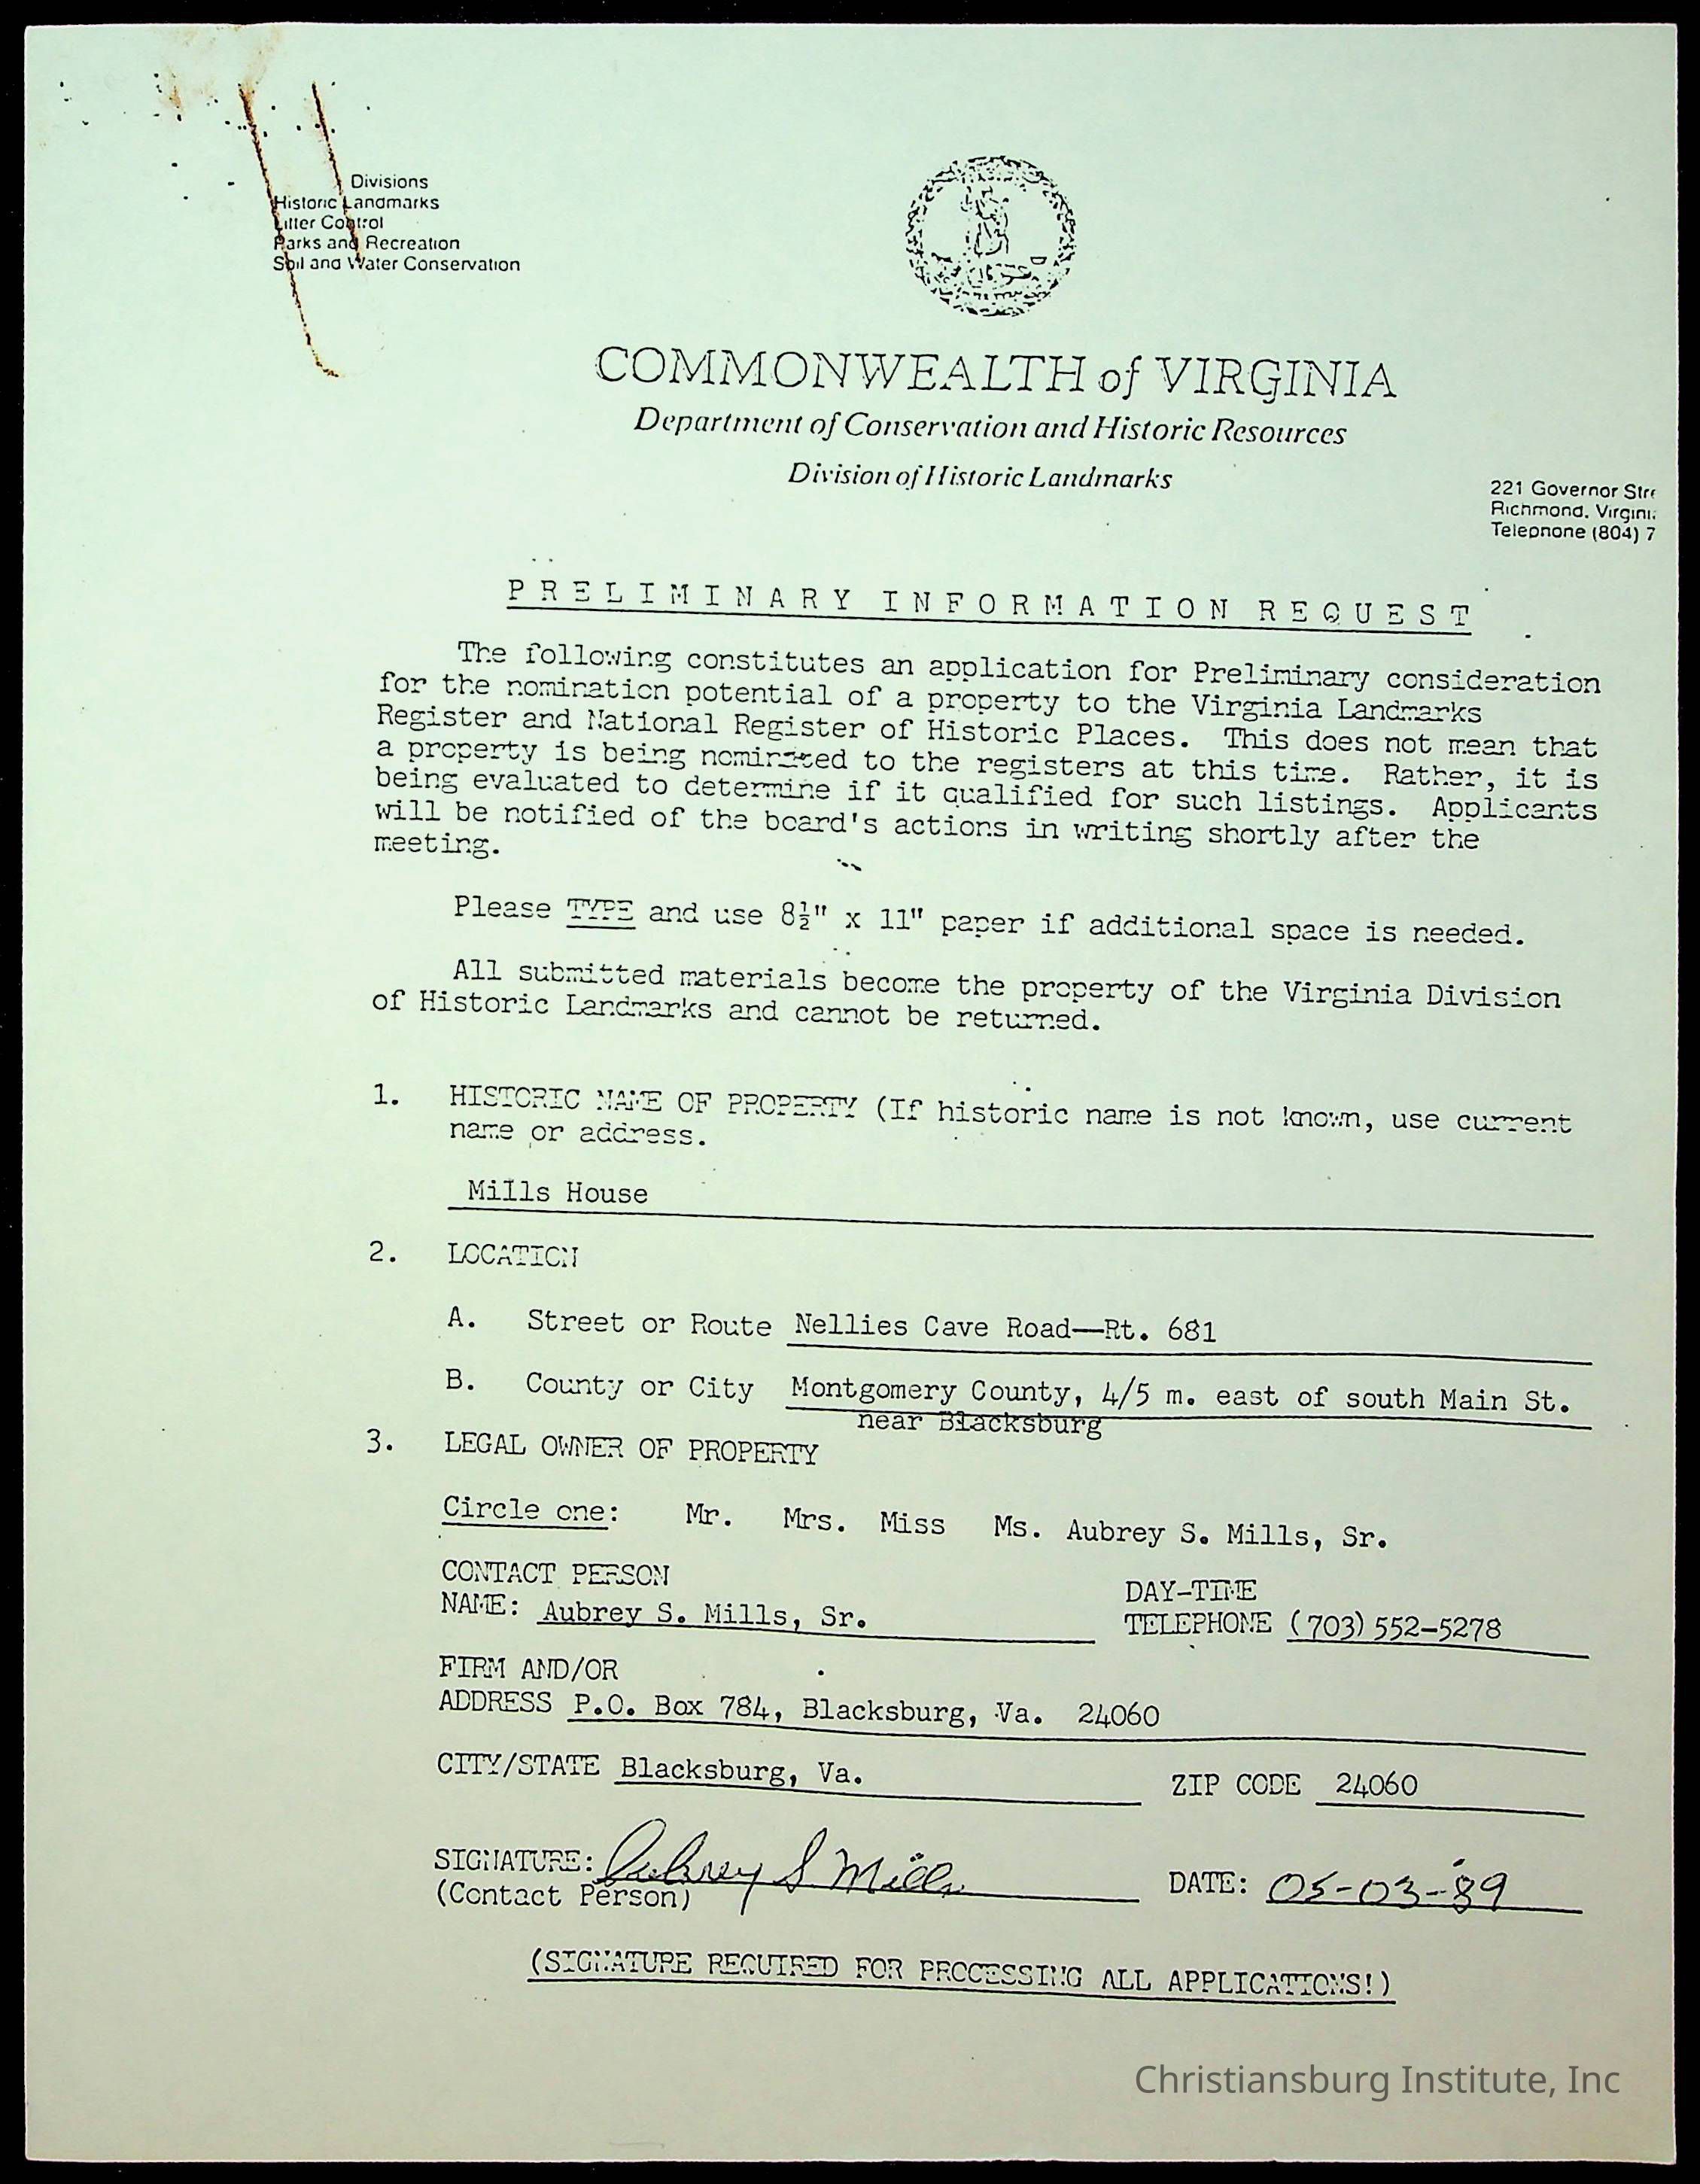 Divisions
Historic Landmarks
Litter Control
Parks and Recreation
Soil and Water Conservation
COMMONWEALTH of VIRGINIA
Department of Conservation and Historic Resources
Division of Historic Landmarks
221 Governor Stre
Richmond, Virgini
Telephone (804) 7
PRELIMINARY INFORMATION REQUEST
The following constitutes an application for Preliminary consideration
for the nomination potential of a property to the Virginia Landmarks
Register and National Register of Historic Places. This does not mean that
a property is being nominated to the registers at this time. Rather, it is
being evaluated to determine if it qualified for such listings. Applicants
will be notified of the board's actions in writing shortly after the
meeting.
Please TYPE and use 8½" x 11" paper if additional space is needed.
All submitted materials become the property of the Virginia Division
of Historic Landmarks and cannot be returned.
1. HISTORIC NAME OF PROPERTY (If historic name is not known, use current
name or address.
Mills House
2. LOCATION
A. Street or Route Nellies Cave Road—Rt. 681
B. County or City Montgomery County, 4/5 m. east of south Main St.
near Blacksburg
3. LEGAL OWNER OF PROPERTY
Circle one: Mr. Mrs. Miss Ms. Aubrey S. Mills, Sr.
CONTACT PERSON
NAME: Aubrey S. Mills, Sr.
DAY-TIME
TELEPHONE (703) 552-5278
FIRM AND/OR
ADDRESS P.O. Box 784, Blacksburg, Va. 24060
CITY/STATE Blacksburg, Va. ZIP CODE 24060
SIGNATURE: Aubrey S Mills DATE: 05-03-89
(Contact Person)
(SIGNATURE REQUIRED FOR PROCESSING ALL APPLICATIONS!)
Christiansburg Institute, Inc